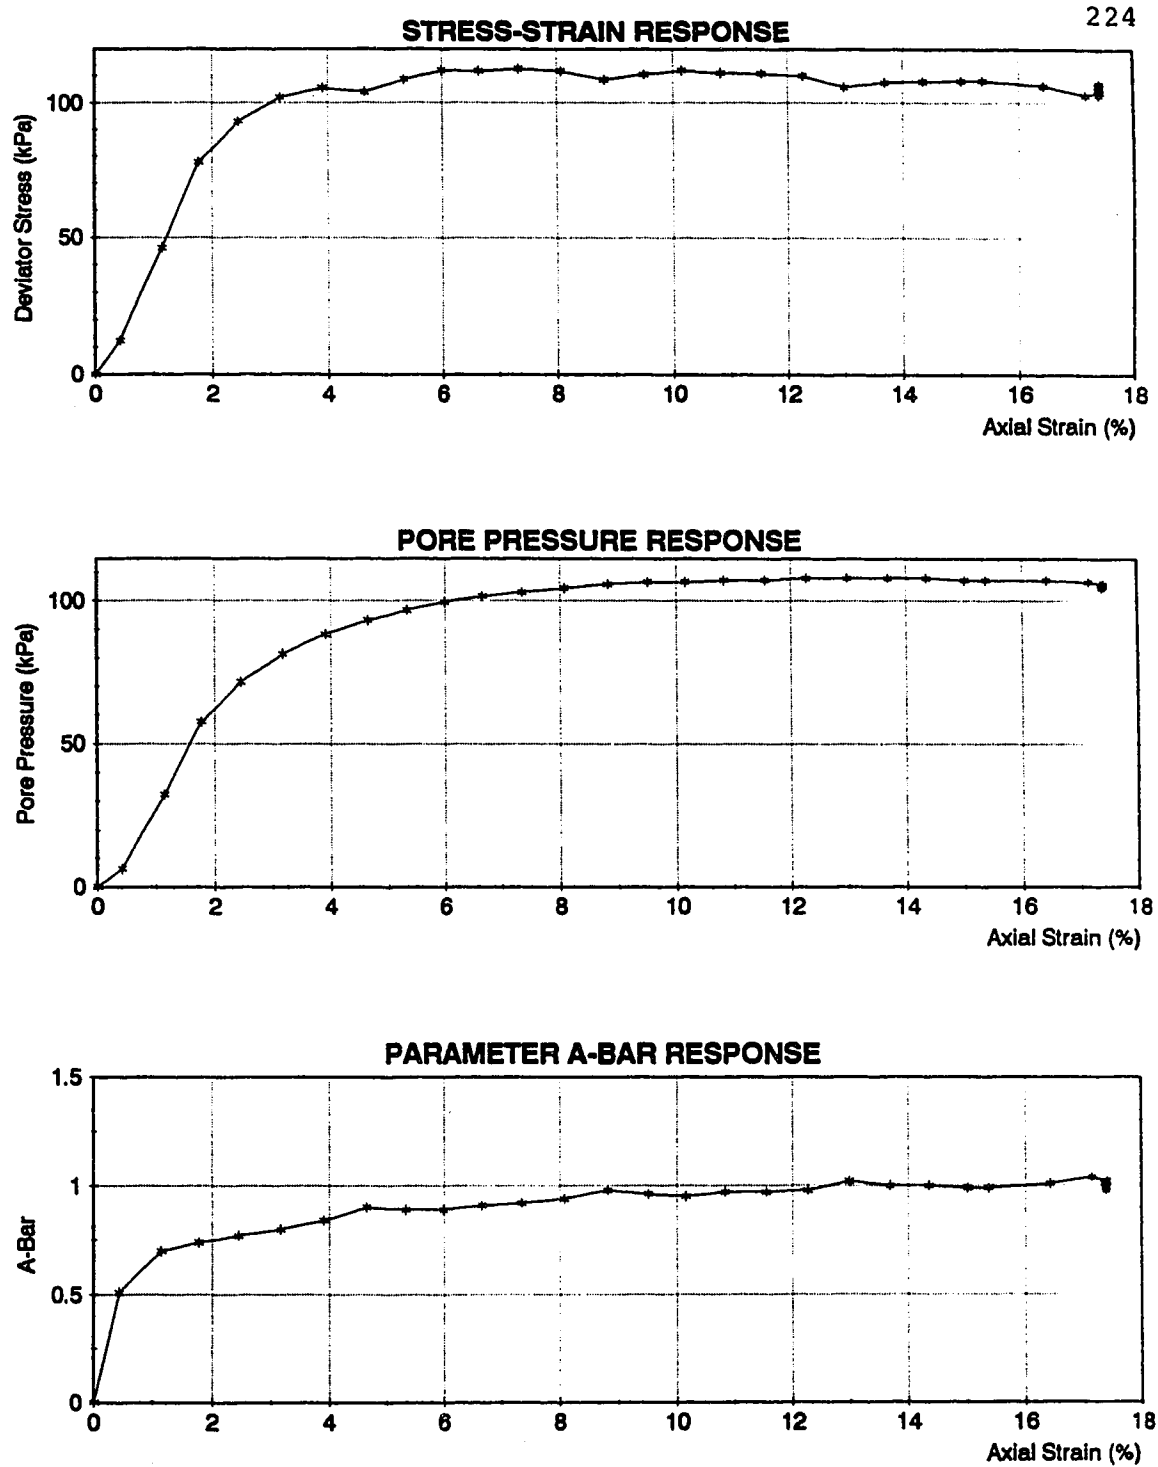 224
STRESS-STRAIN RESPONSE
Deviator Stress (kPa)
100
50
0
0 2 4 6 8 10 12 14 16 18
Axial Strain (%)
PORE PRESSURE RESPONSE
Pore Pressure (kPa)
100
50
0
0 2 4 6 8 10 12 14 16 18
Axial Strain (%)
PARAMETER A-BAR RESPONSE
A-Bar
1.5
1
0.5
0
0 2 4 6 8 10 12 14 16 18
Axial Strain (%)